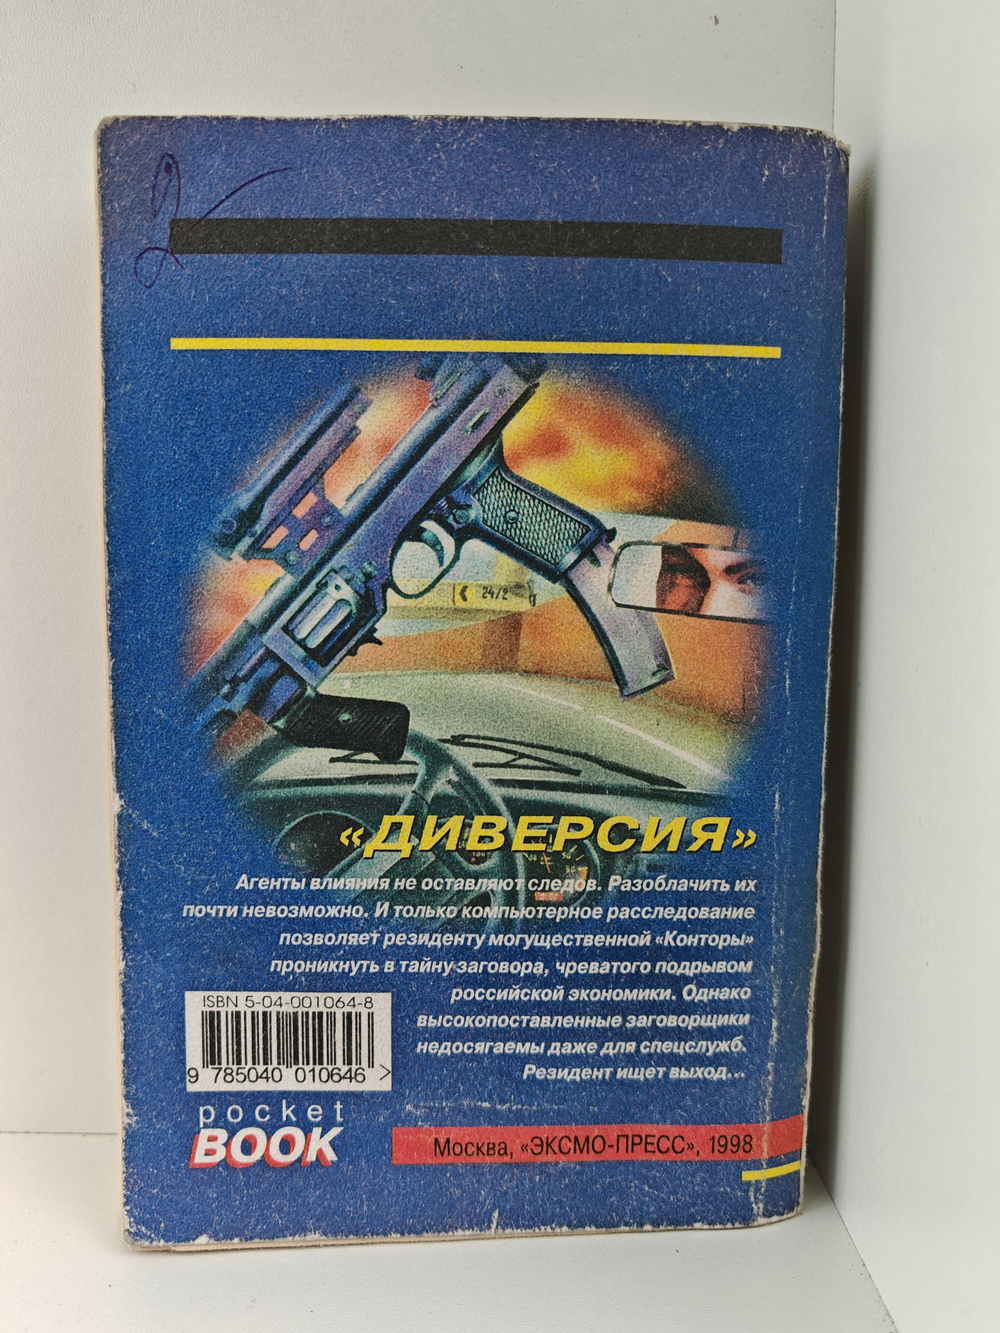 22
24/2
«ДИВЕРСИЯ»
Агенты влияния не оставляют следов. Разоблачить их
почти невозможно. И только компьютерное расследование
позволяет резиденту могущественной «Конторы»
проникнуть в тайну заговора, чреватого подрывом
российской экономики. Однако
высокопоставленные заговорщики
недосягаемы даже для спецслужб.
Резидент ищет выход...
ISBN 5-04-001064-8
9 785040 010646 >
pocket
BOOK
Москва, «ЭКСМО-ПРЕСС», 1998